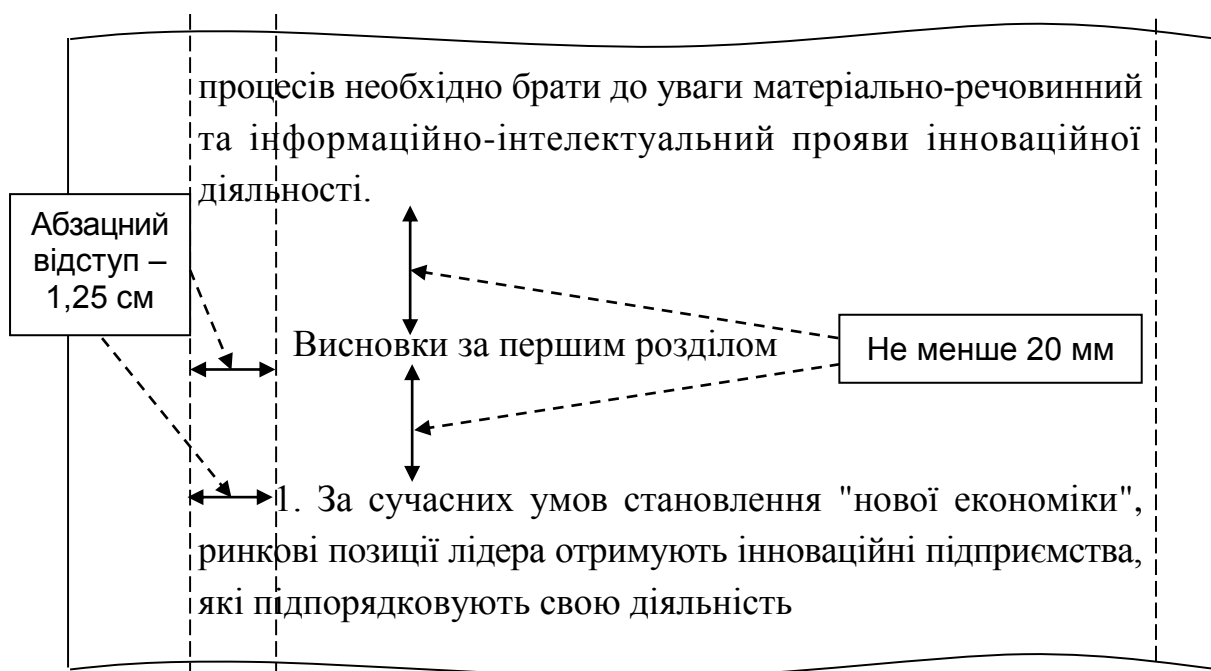 процесів необхідно брати до уваги матеріально-речовинний
та інформаційно-інтелектуальний прояви інноваційної
діяльності.
Абзацний
відступ –
1,25 см
Висновки за першим розділом
Не менше 20 мм
1. За сучасних умов становлення "нової економіки",
ринкові позиції лідера отримують інноваційні підприємства,
які підпорядковують свою діяльність